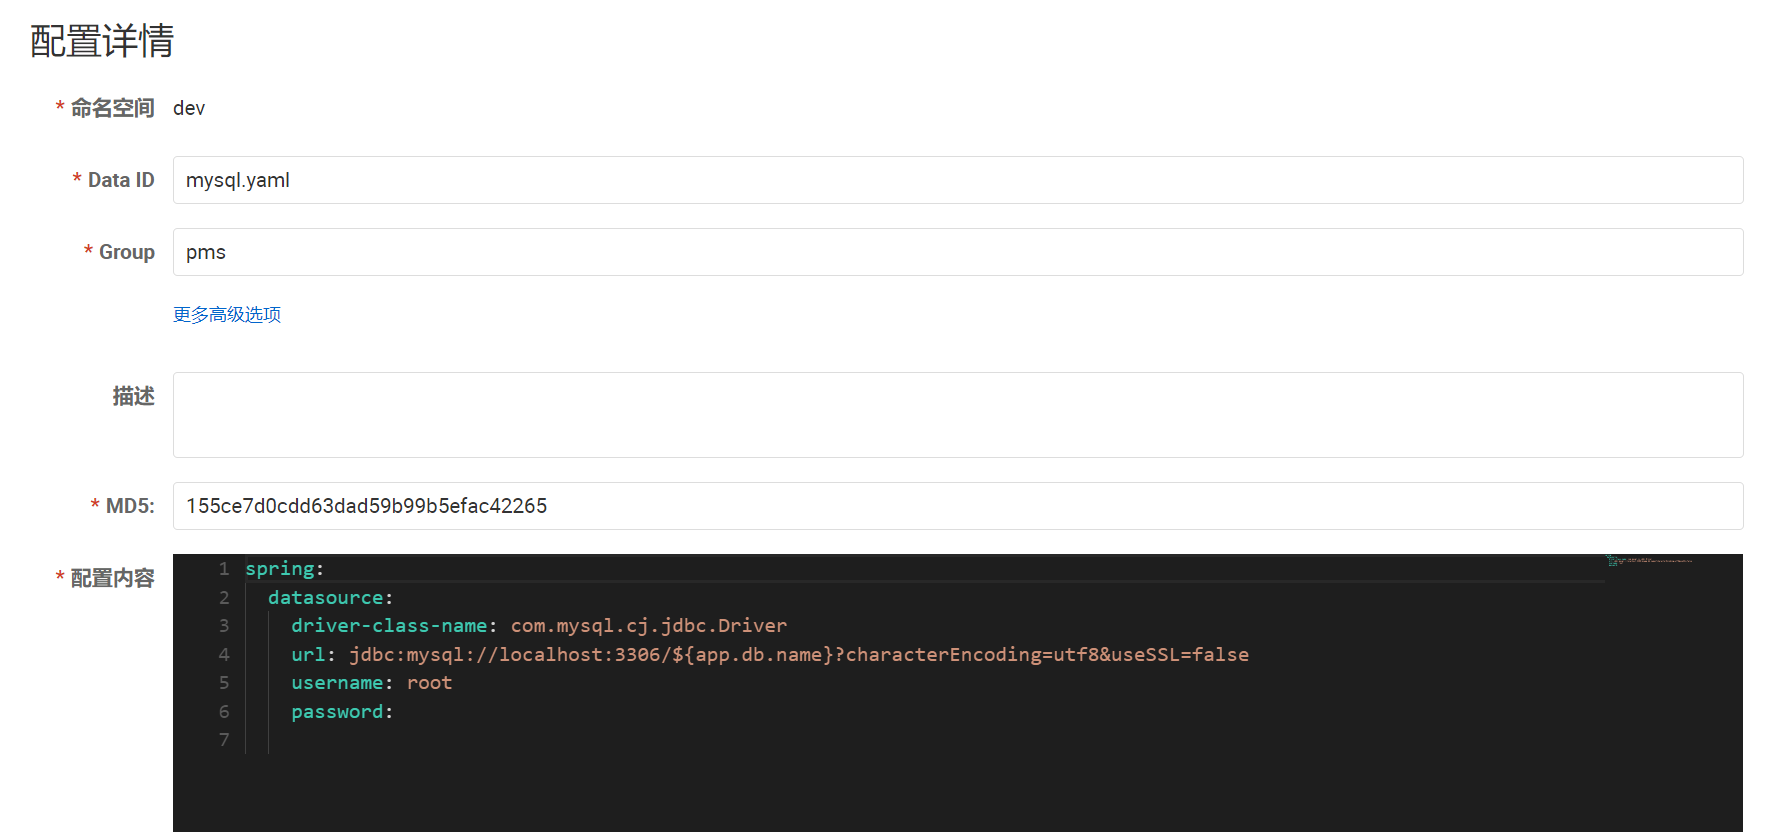 配置详情
* 命名空间 dev
* Data ID mysql.yaml
* Group pms
更多高级选项
描述
* MD5: 155ce7d0cdd63dad59b99b5efac42265
* 配置内容
1 spring:
2 datasource:
3 driver-class-name: com.mysql.cj.jdbc.Driver
4 url: jdbc:mysql://localhost:3306/${app.db.name}?characterEncoding=utf8&useSSL=false
5 username: root
6 password:
7